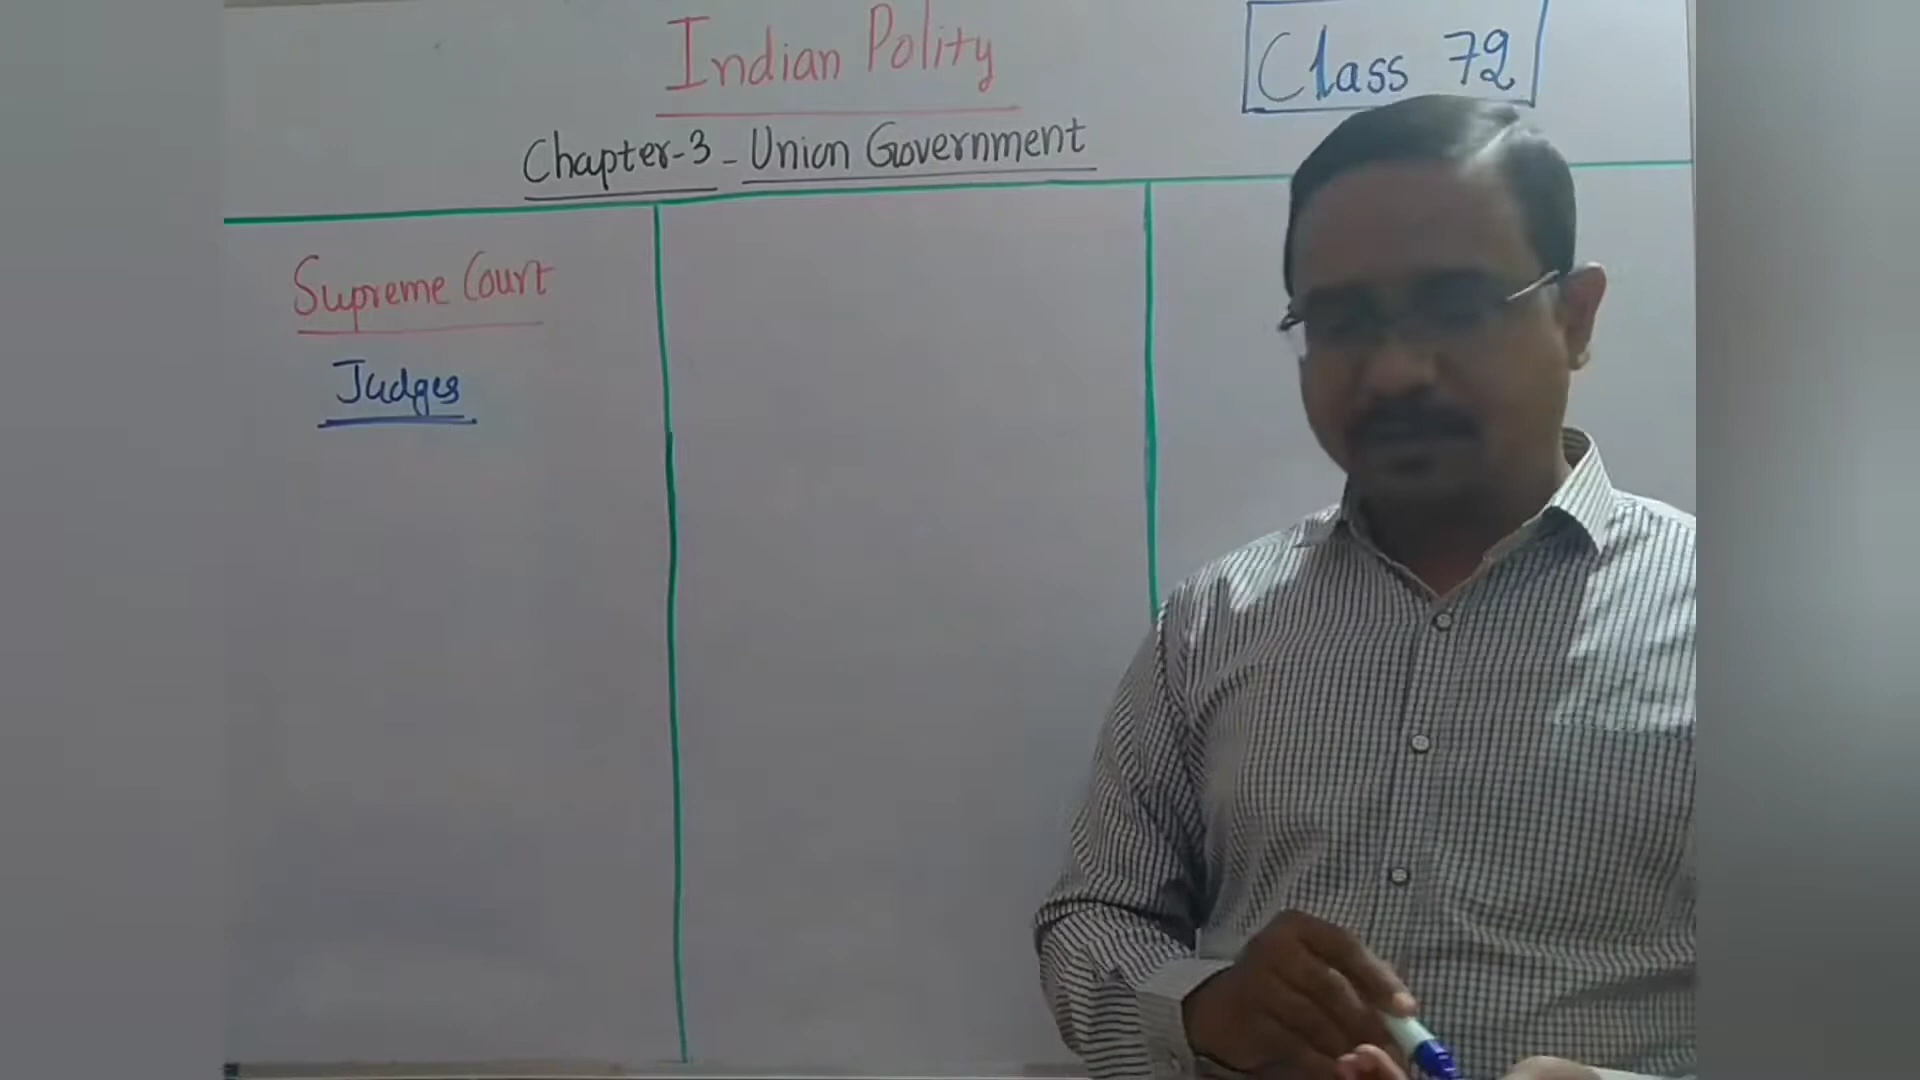 Indian Polity
Class 72
Chapter-3 - Union Government
Supreme Court
Judges